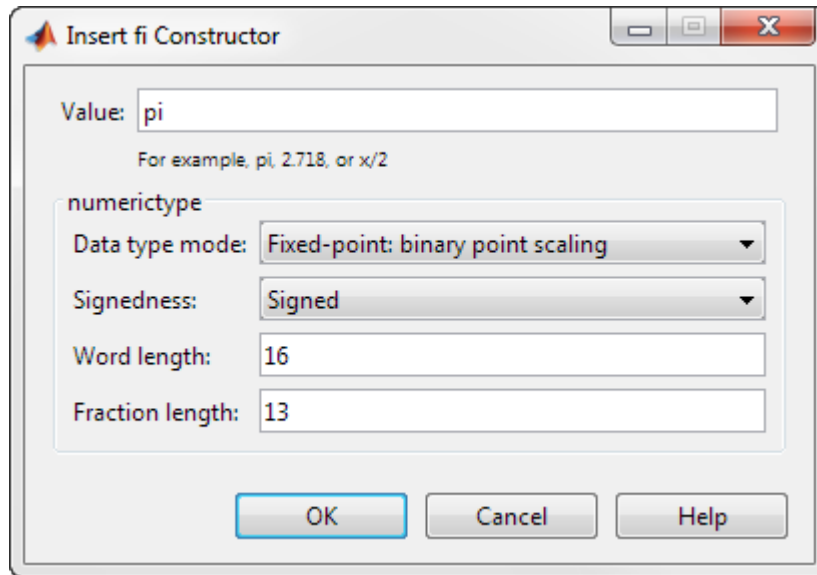 Insert fi Constructor
Value: pi
For example, pi, 2.718, or x/2
numerictype
Data type mode: Fixed-point: binary point scaling
Signedness: Signed
Word length: 16
Fraction length: 13
OK Cancel Help